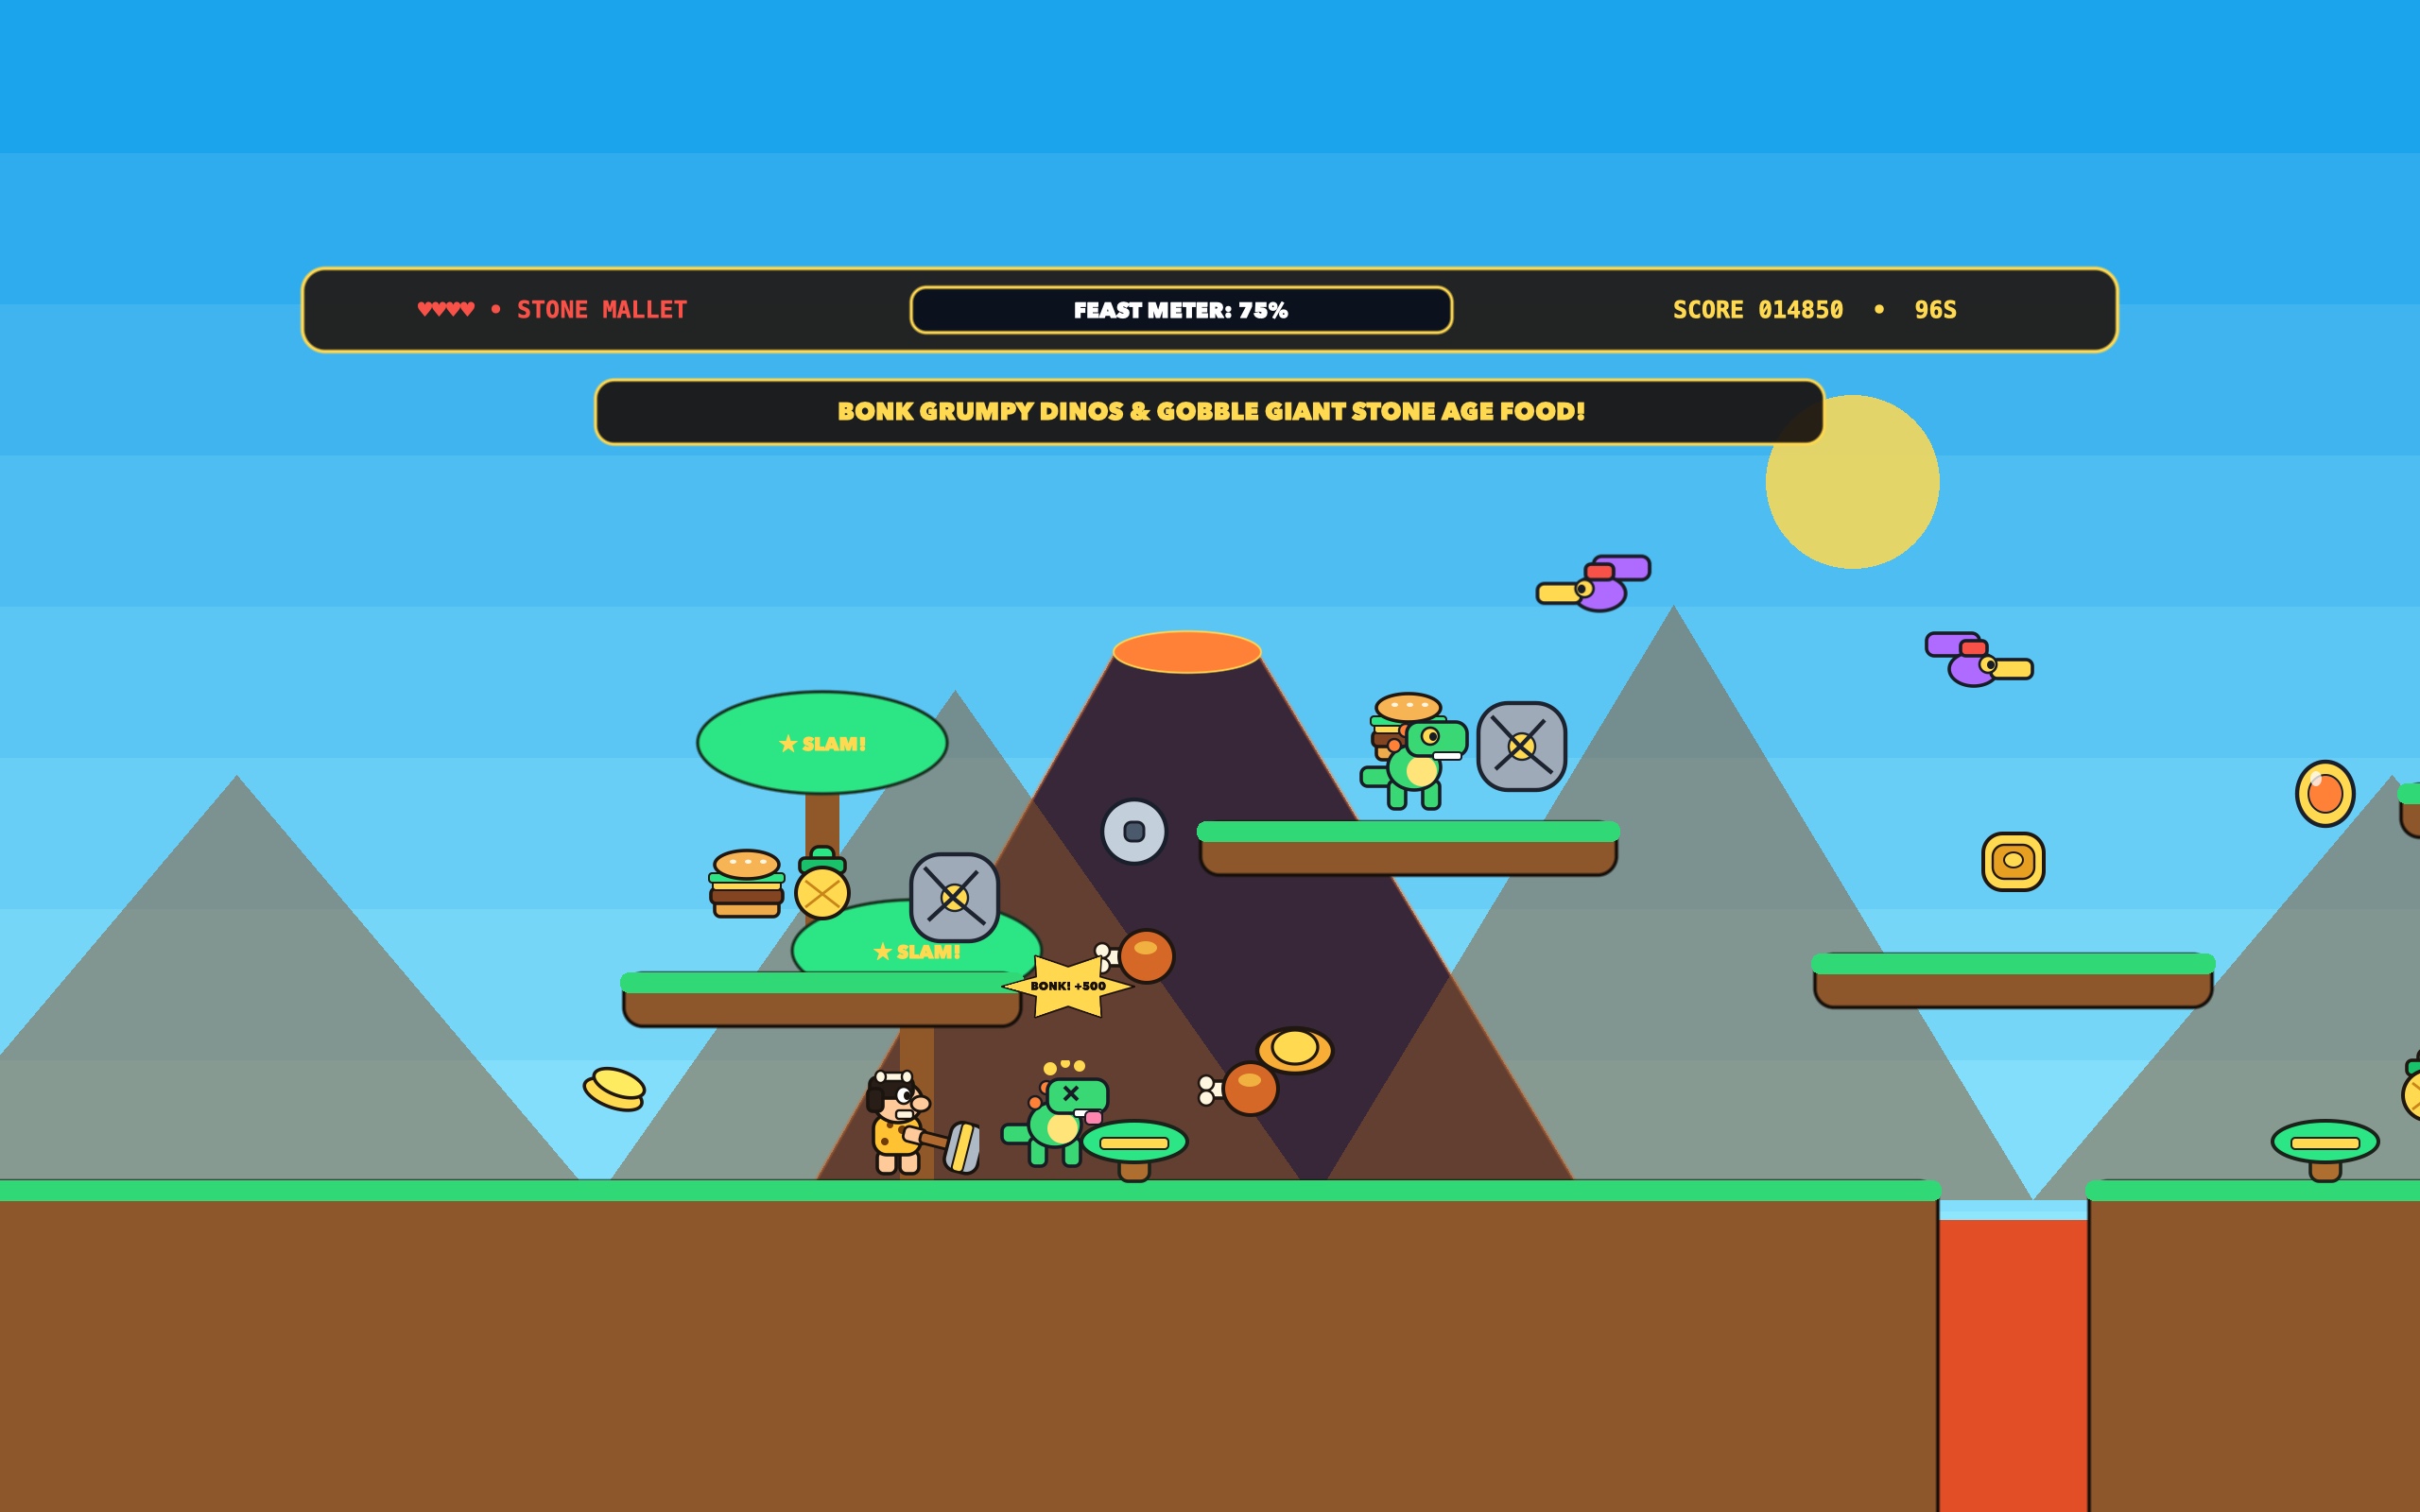 ♥♥♥♥ • STONE MALLET
FEAST METER: 75%
SCORE 014850 • 96S
BONK GRUMPY DINOS & GOBBLE GIANT STONE AGE FOOD!
★ SLAM!
★ SLAM!
BONK! +500